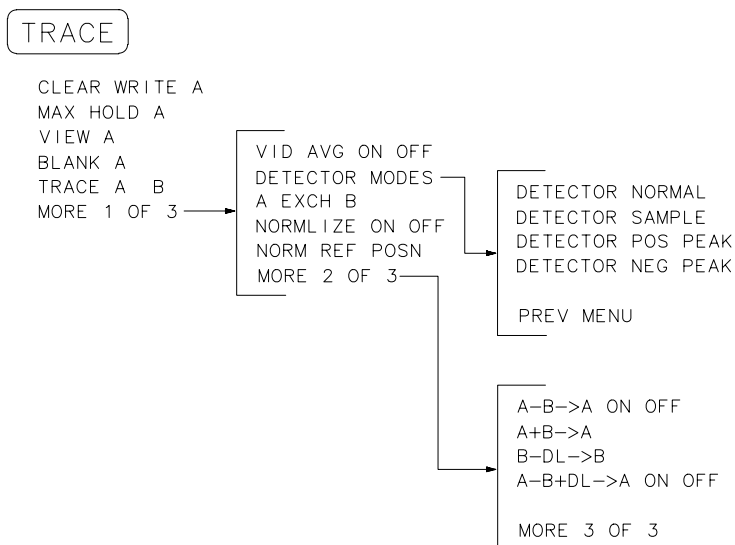 TRACE
CLEAR WRITE A
MAX HOLD A
VIEW A
BLANK A
TRACE A B
MORE 1 OF 3
VID AVG ON OFF
DETECTOR MODES
A EXCH B
NORMLIZE ON OFF
NORM REF POSN
MORE 2 OF 3
DETECTOR NORMAL
DETECTOR SAMPLE
DETECTOR POS PEAK
DETECTOR NEG PEAK
PREV MENU
A-B->A ON OFF
A+B->A
B-DL->B
A-B+DL->A ON OFF
MORE 3 OF 3